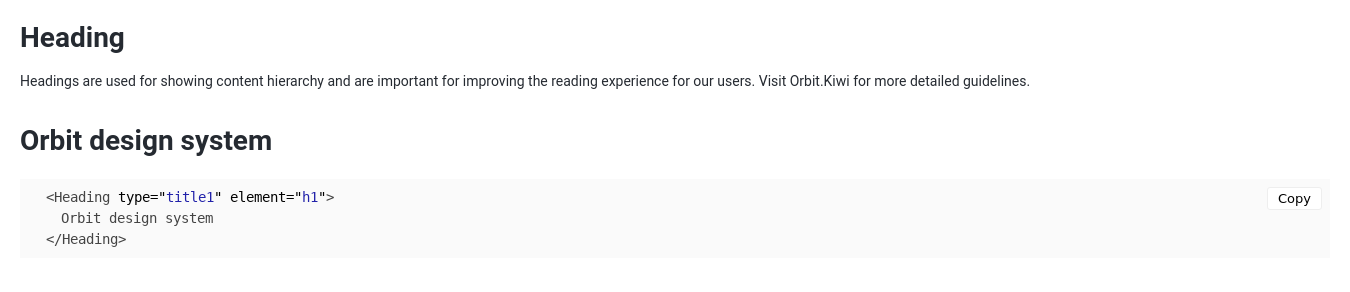 Heading
Headings are used for showing content hierarchy and are important for improving the reading experience for our users. Visit Orbit.Kiwi for more detailed guidelines.
Orbit design system
<Heading type="title1" element="h1">
Copy
Orbit design system
</Heading>